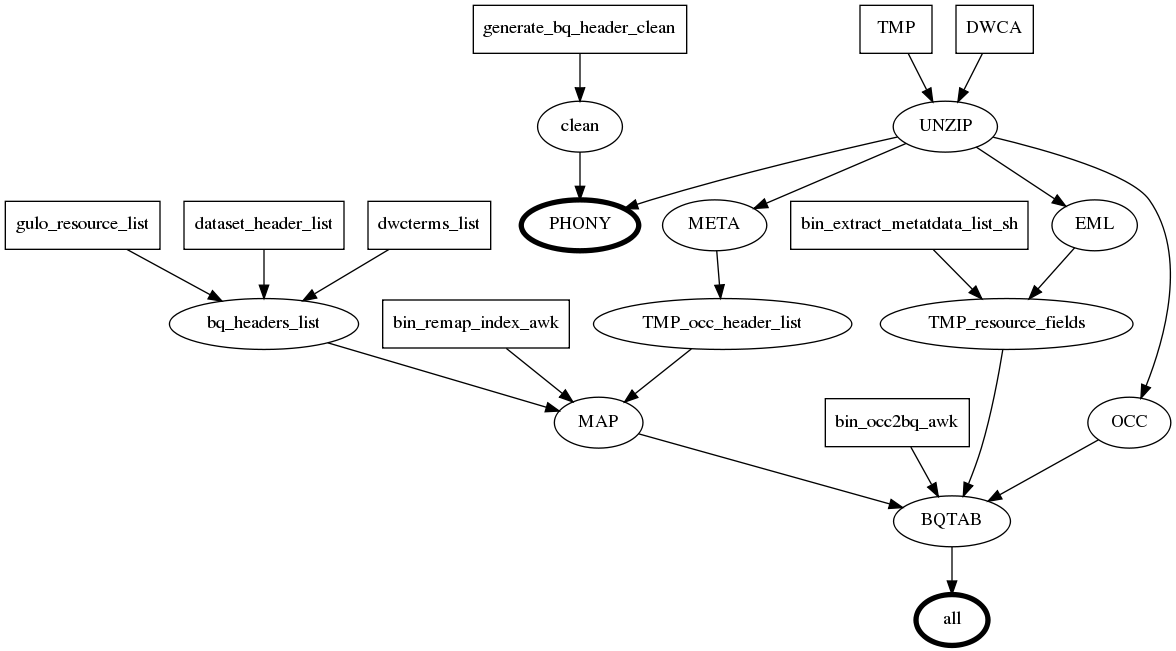 generate_bq_header_clean
TMP
DWCA
clean
UNZIP
gulo_resource_list
dataset_header_list
dwcterms_list
PHONY
META
bin_extract_metatdata_list_sh
EML
bq_headers_list
bin_remap_index_awk
TMP_occ_header_list
TMP_resource_fields
MAP
bin_occ2bq_awk
OCC
BQTAB
all